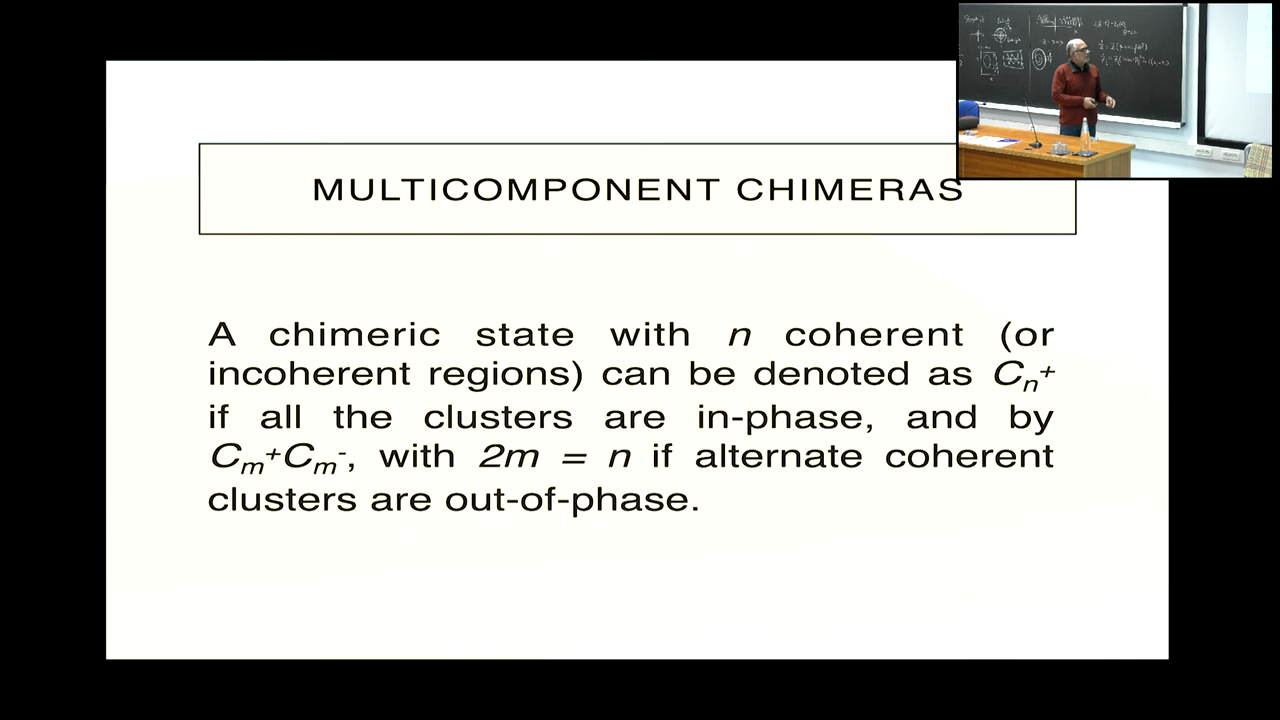 MULTICOMPONENT CHIMERAS
A chimeric state with n coherent (or
incoherent regions) can be denoted as Cₙ⁺
if all the clusters are in-phase, and by
Cₘ⁺Cₘ⁻, with 2m = n if alternate coherent
clusters are out-of-phase.